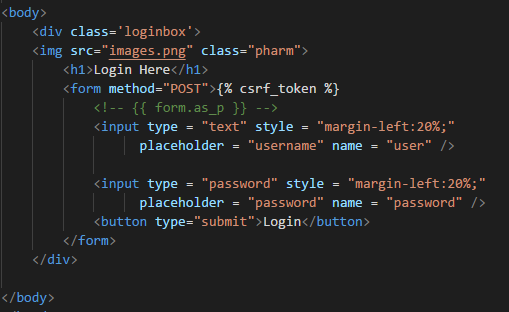 <body>
<div class='loginbox'>
<img src="images.png" class="pharm">
<h1>Login Here</h1>
<form method="POST">{% csrf_token %}
<!-- {{ form.as_p }} -->
<input type = "text" style = "margin-left:20%;"
placeholder = "username" name = "user" />
<input type = "password" style = "margin-left:20%;"
placeholder = "password" name = "password" />
<button type="submit">Login</button>
</form>
</div>
</body>